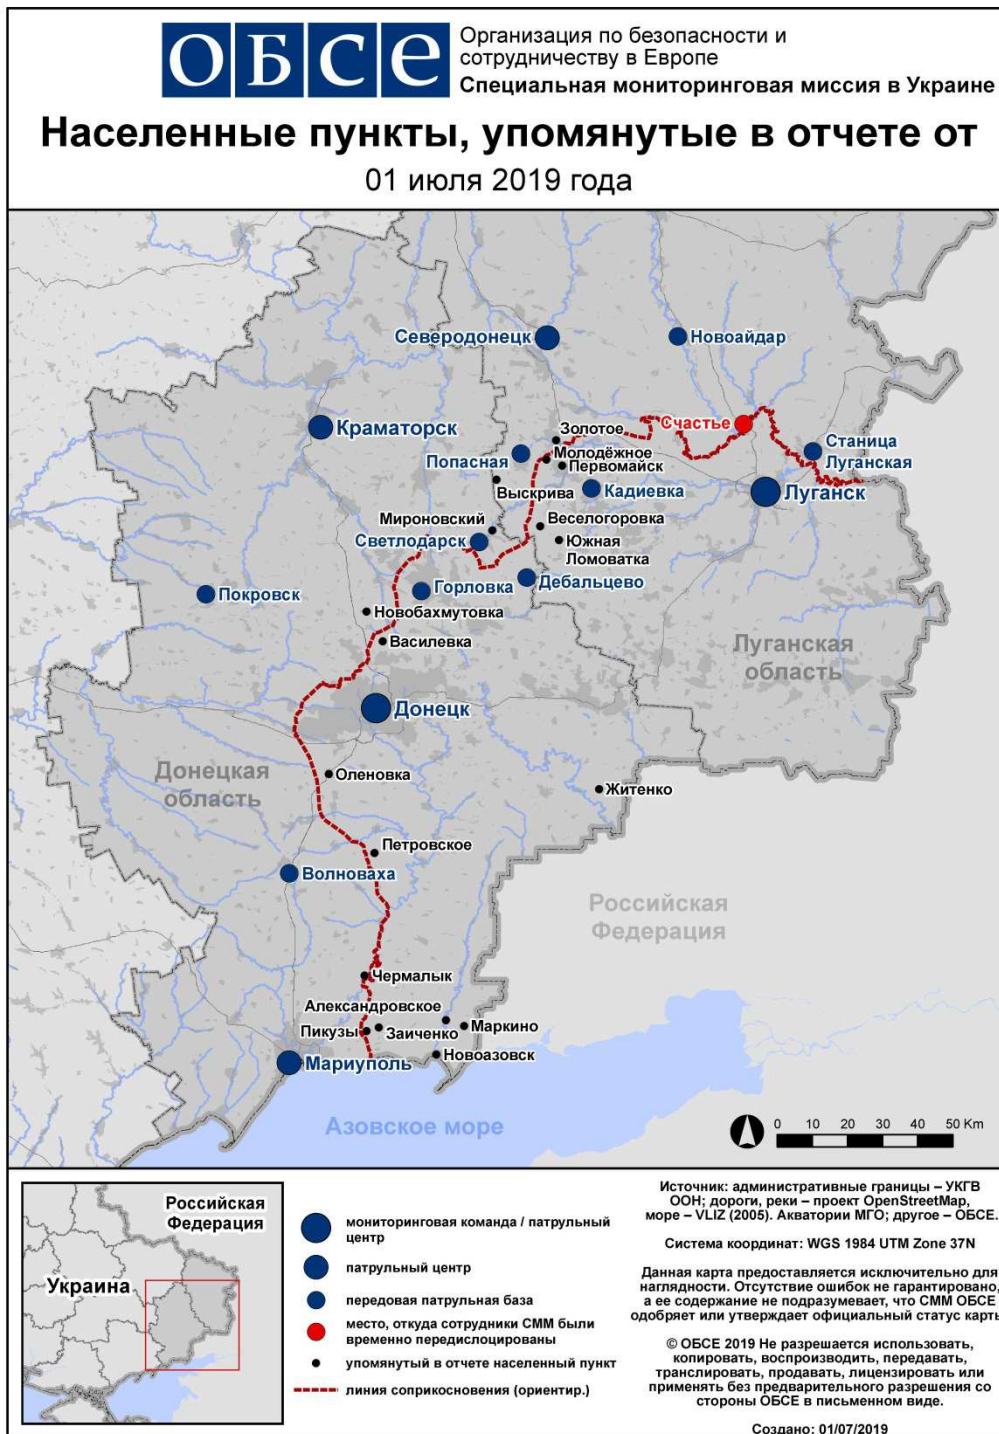 ОБСЕ
Организация по безопасности и
сотрудничеству в Европе
Специальная мониторинговая миссия в Украине
Населенные пункты, упомянутые в отчете от
01 июля 2019 года
Северодонецк
Новоайдар
Счастье
Краматорск
Золотое
Молодёжное
Попасная
Первомайск
Станица
Луганская
Выскрива
Кадиевка
Луганск
Мироновский
Веселогоровка
Светлодарск
Южная
Ломоватка
Дебальцево
Горловка
Покровск
Новобахмутовка
Василевка
Луганская
область
Донецк
Донецкая
область
Оленовка
Житенко
Петровское
Волноваха
Российская
Федерация
Чермалык
Александровское
Пикузы
Заиченко
Маркино
Новоазовск
Мариуполь
Азовское море
0 10 20 30 40 50 Km
Российская
Федерация
Украина
мониторинговая команда / патрульный
центр
патрульный центр
передовая патрульная база
место, откуда сотрудники СММ были
временно передислоцированы
упомянутый в отчете населенный пункт
линия соприкосновения (ориентир.)
Источник: административные границы – УКГВ
ООН; дороги, реки – проект OpenStreetMap,
море – VLIZ (2005). Акватории МГО; другое – ОБСЕ.
Система координат: WGS 1984 UTM Zone 37N
Данная карта предоставляется исключительно для
наглядности. Отсутствие ошибок не гарантировано,
а ее содержание не подразумевает, что СММ ОБСЕ
одобряет или утверждает официальный статус карты
© ОБСЕ 2019 Не разрешается использовать,
копировать, воспроизводить, передавать,
транслировать, продавать, лицензировать или
применять без предварительного разрешения со
стороны ОБСЕ в письменном виде.
Создано: 01/07/2019